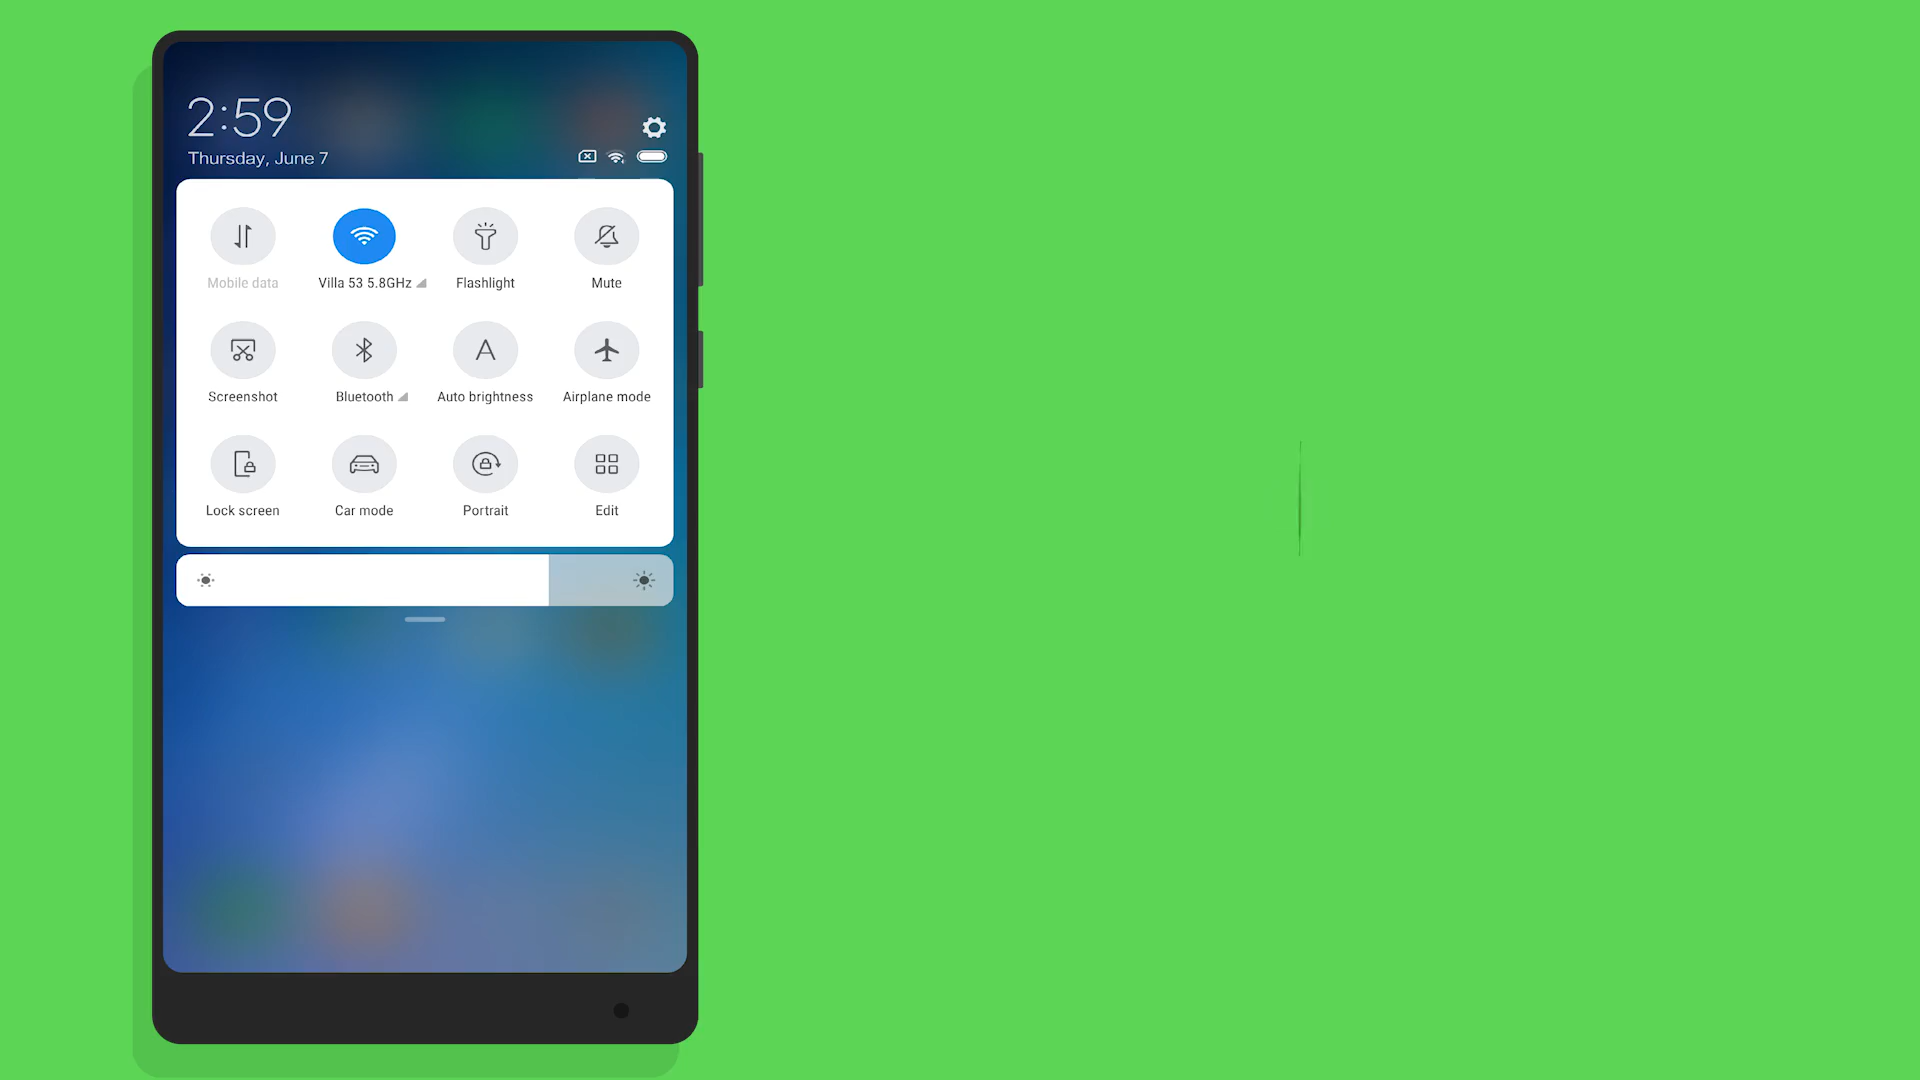 2:59
Thursday, June 7
Mobile data
Villa 53 5.8GHz
Flashlight
Mute
Screenshot
Bluetooth
Auto brightness
Airplane mode
Lock screen
Car mode
Portrait
Edit